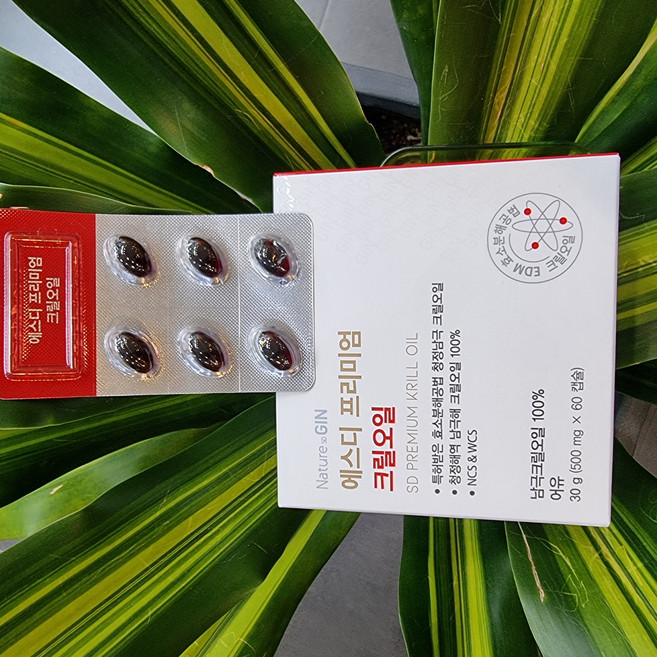 Nature SD GIN
에스디 프리미엄
크릴오일
SD PREMIUM KRILL OIL
• 특허받은 효소분해공법 청정남극 크릴오일
• 청정해역 남극해 크릴오일 100%
• NCS & WCS
남극크릴오일 100%
어유
30 g (500 mg × 60 캡슐)
EDM 효소분해공법
크릴오일
에스디 프리미엄
크릴오일